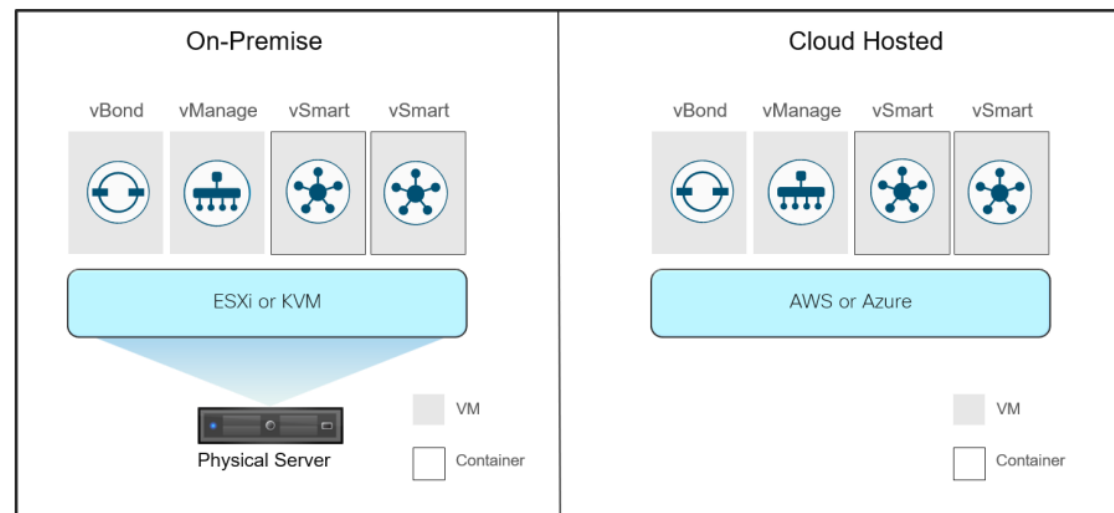 On-Premise
vBond vManage vSmart vSmart
ESXi or KVM
Physical Server
VM
Container
Cloud Hosted
vBond vManage vSmart vSmart
AWS or Azure
VM
Container